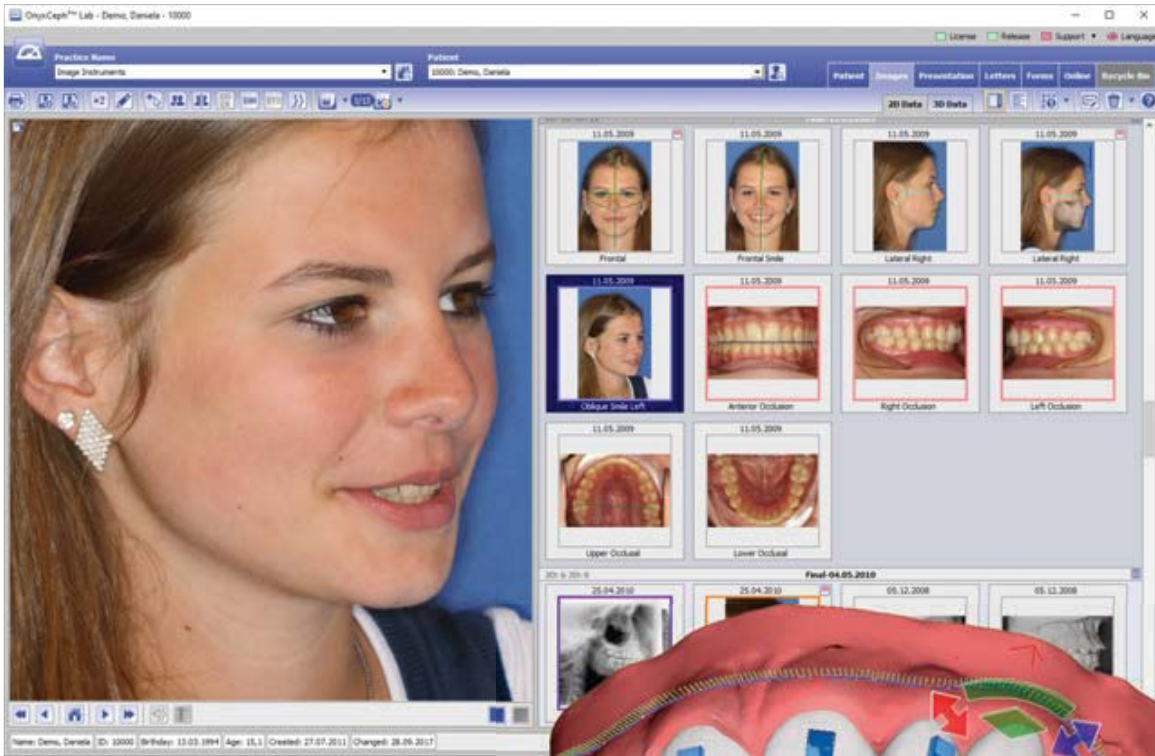 OnyxCeph³™ Lab - Demo, Daniela - 10000
License Release Support Language
Practice Name Patient
Image Instruments 10000: Demo, Daniela
Patient Images Presentation Letters Forms Online Recycle Bin
2D Data 3D Data
11.05.2009 11.05.2009 11.05.2009 11.05.2009
Frontal Frontal Smile Lateral Right Lateral Right
11.05.2009 11.05.2009 11.05.2009 11.05.2009
Oblique Smile Left Anterior Occlusion Right Occlusion Left Occlusion
11.05.2009 11.05.2009
Upper Occlusal Lower Occlusal
Final-04.05.2010
25.04.2010 25.04.2010 05.12.2008 05.12.2008
Name: Demo, Daniela ID: 10000 Birthday: 13.03.1994 Age: 15,1 Created: 27.07.2011 Changed: 28.09.2017